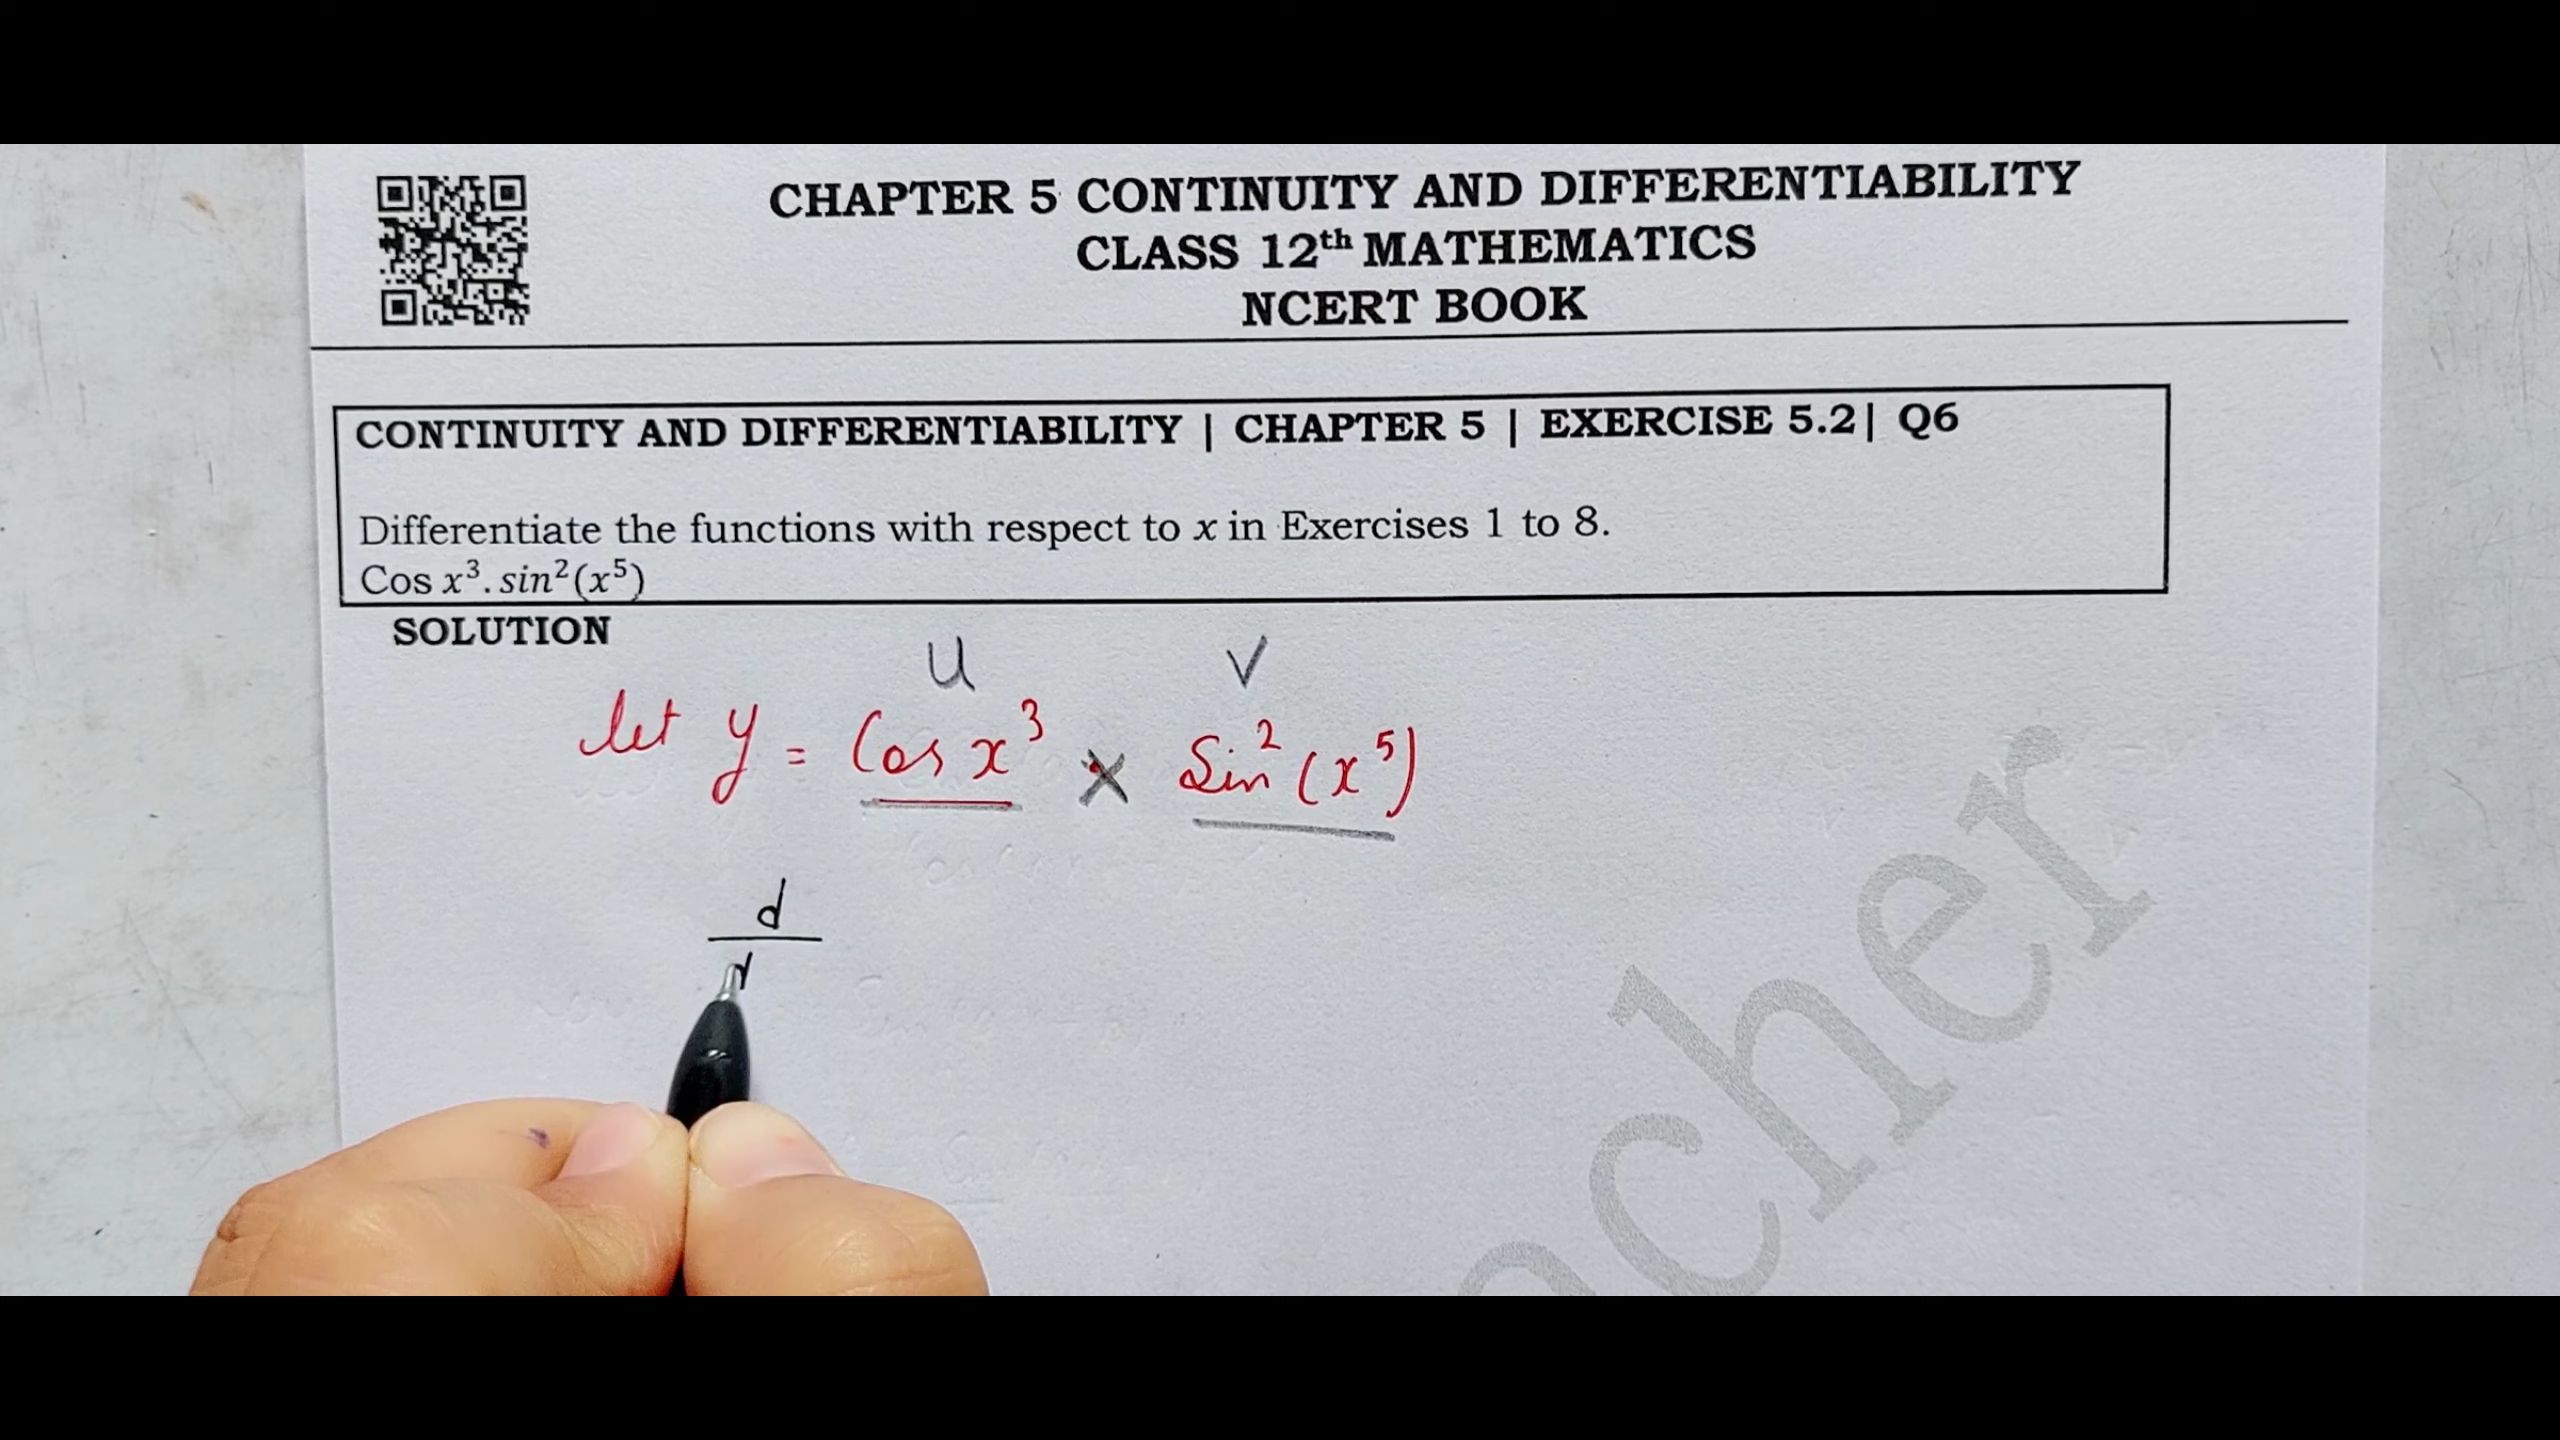 CHAPTER 5 CONTINUITY AND DIFFERENTIABILITY
CLASS 12th MATHEMATICS
NCERT BOOK
CONTINUITY AND DIFFERENTIABILITY | CHAPTER 5 | EXERCISE 5.2| Q6
Differentiate the functions with respect to x in Exercises 1 to 8.
Cos x³. sin²(x⁵)
SOLUTION
U V
let y = Cos x³ × Sin² (x⁵)
d
d
cher